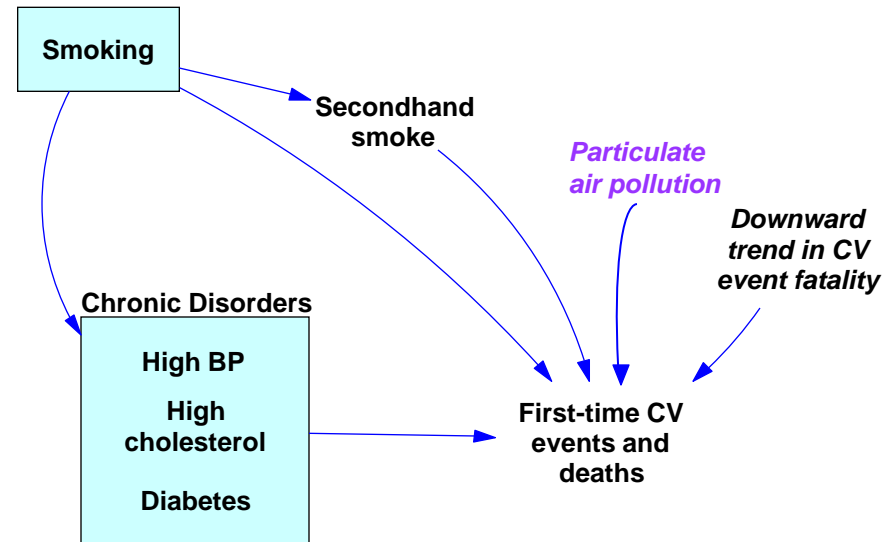 Smoking
Secondhand
smoke
Particulate
air pollution
Downward
trend in CV
event fatality
Chronic Disorders
High BP
High
cholesterol
Diabetes
First-time CV
events and
deaths